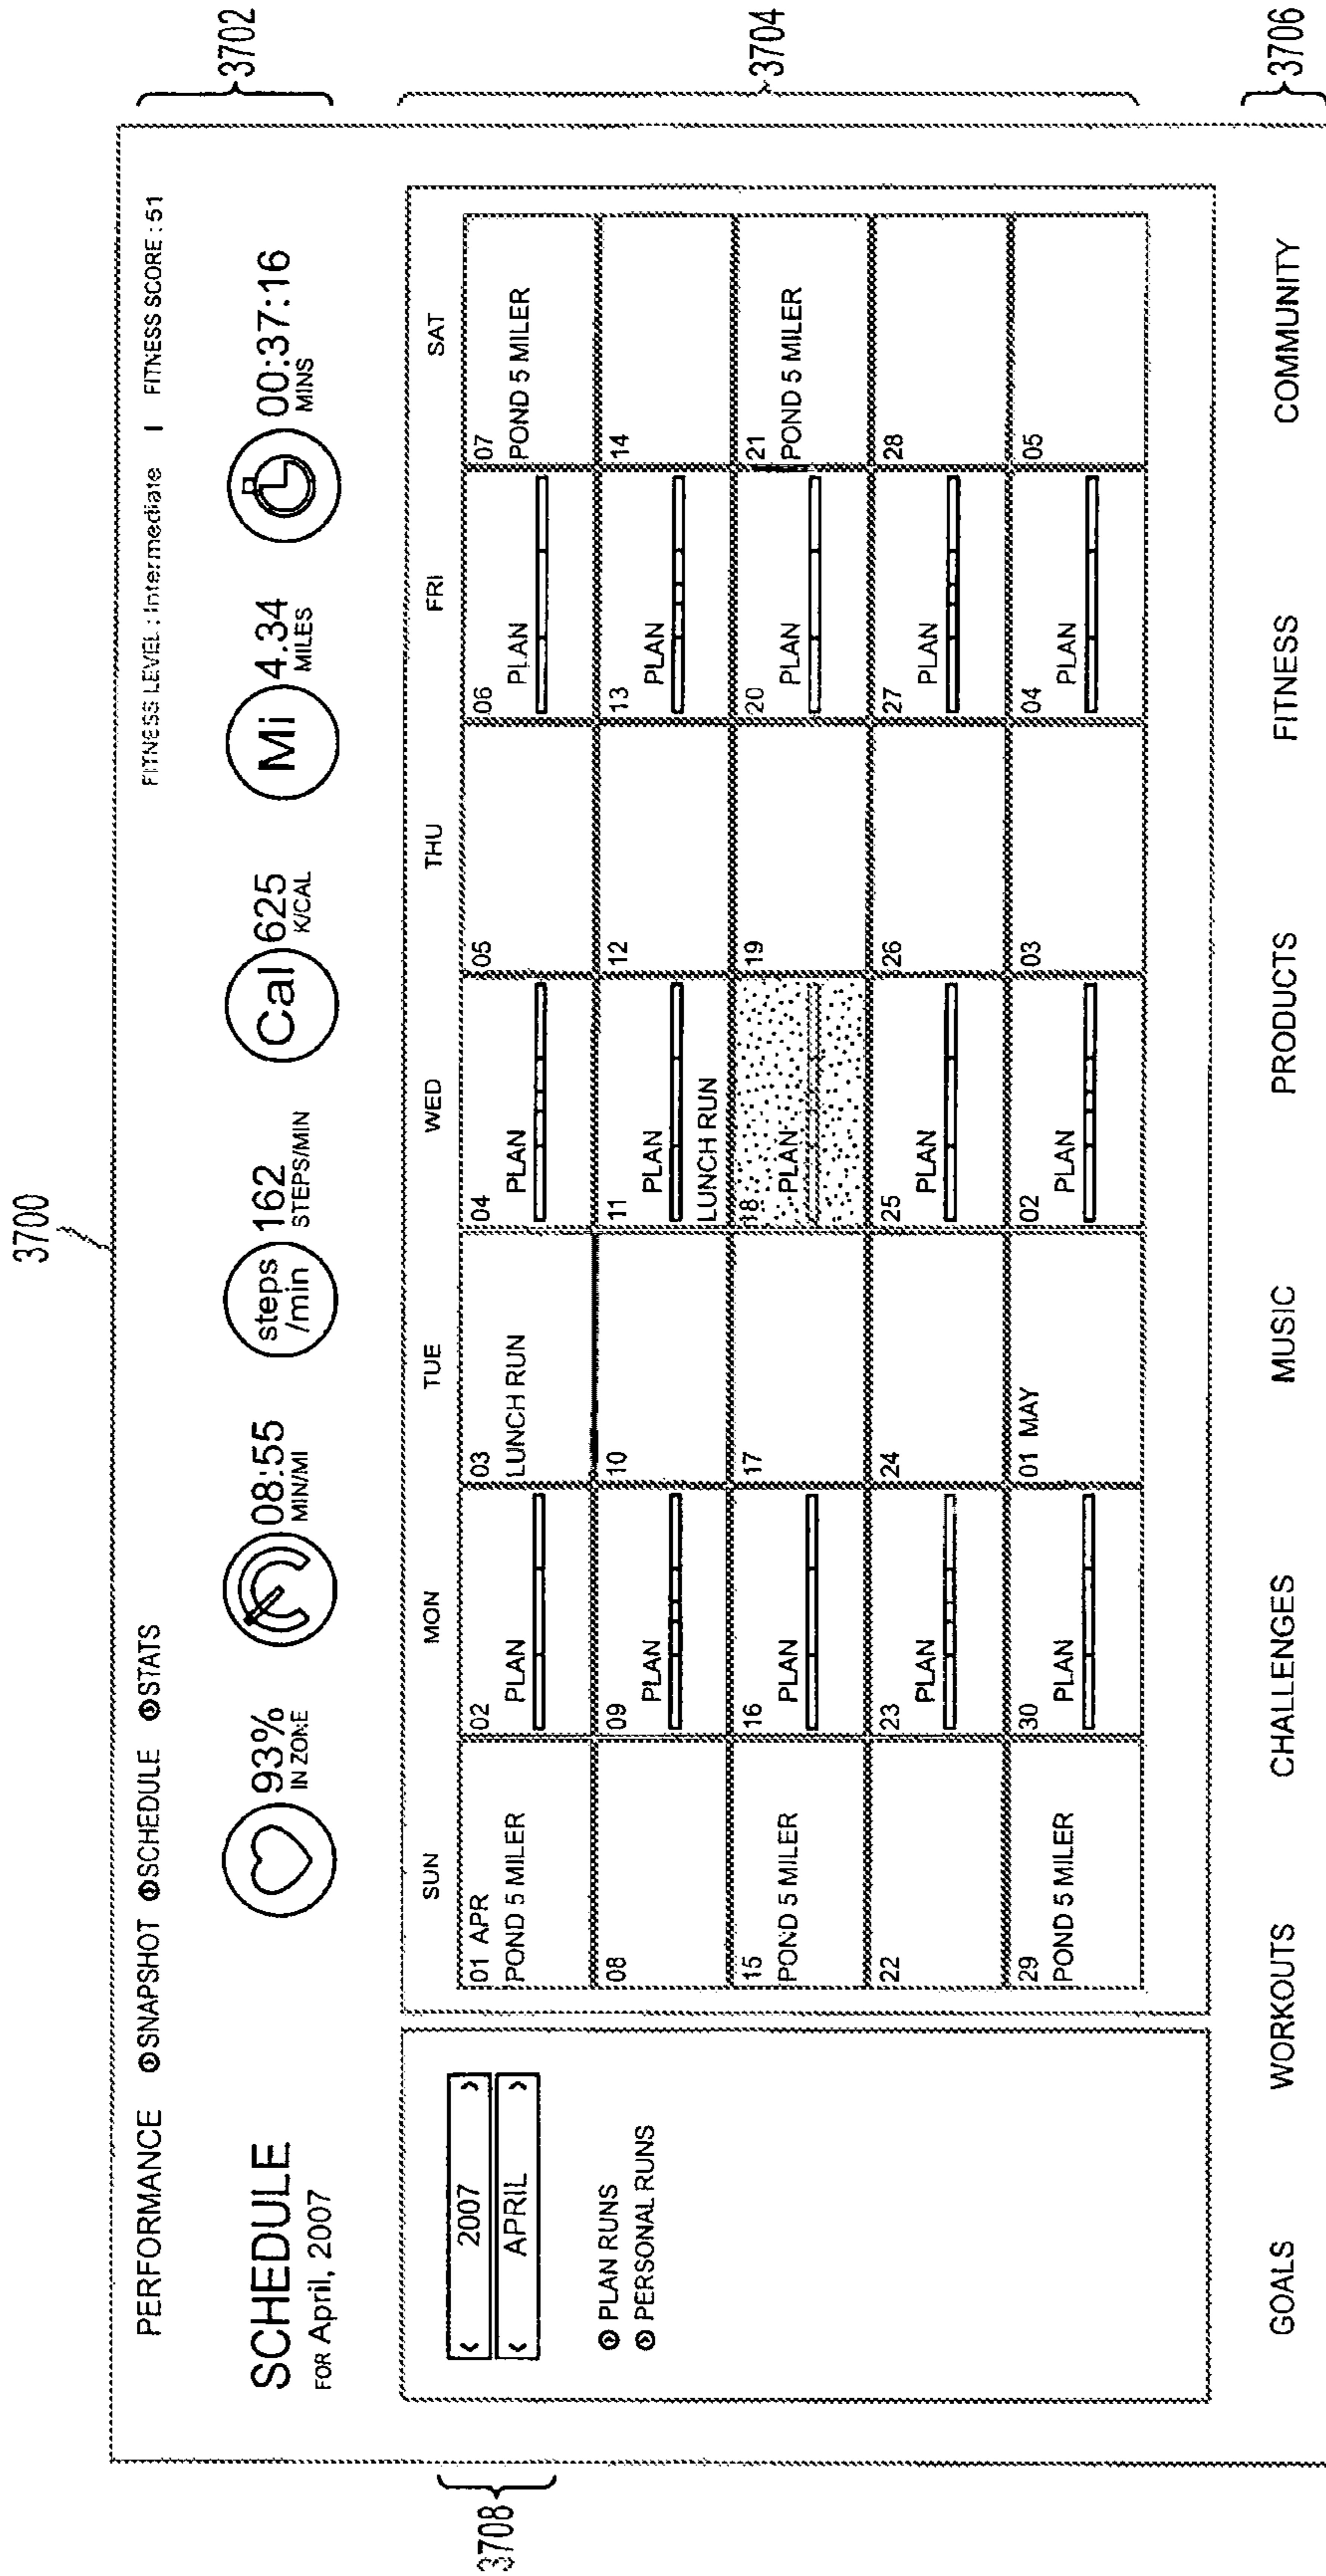 3700
PERFORMANCE SNAPSHOT SCHEDULE STATS
FITNESS LEVEL : Intermediate | FITNESS SCORE : 51
3702
SCHEDULE
FOR April, 2007
93%
IN ZONE
08:55
MIN/MI
steps
/min
162
STEPS/MIN
Cal
625
K/CAL
Mi
4.34
MILES
00:37:16
MINS
3708
< 2007 >
< APRIL >
PLAN RUNS
PERSONAL RUNS
3704
SUN MON TUE WED THU FRI SAT
01 APR 02 03 04 05 06 07
POND 5 MILER PLAN LUNCH RUN PLAN PLAN POND 5 MILER
08 09 10 11 12 13 14
PLAN PLAN PLAN
LUNCH RUN
15 16 17 18 19 20 21
POND 5 MILER PLAN PLAN PLAN POND 5 MILER
22 23 24 25 26 27 28
PLAN PLAN PLAN
29 30 01 MAY 02 03 04 05
POND 5 MILER PLAN PLAN PLAN
GOALS WORKOUTS CHALLENGES MUSIC PRODUCTS FITNESS COMMUNITY
3706